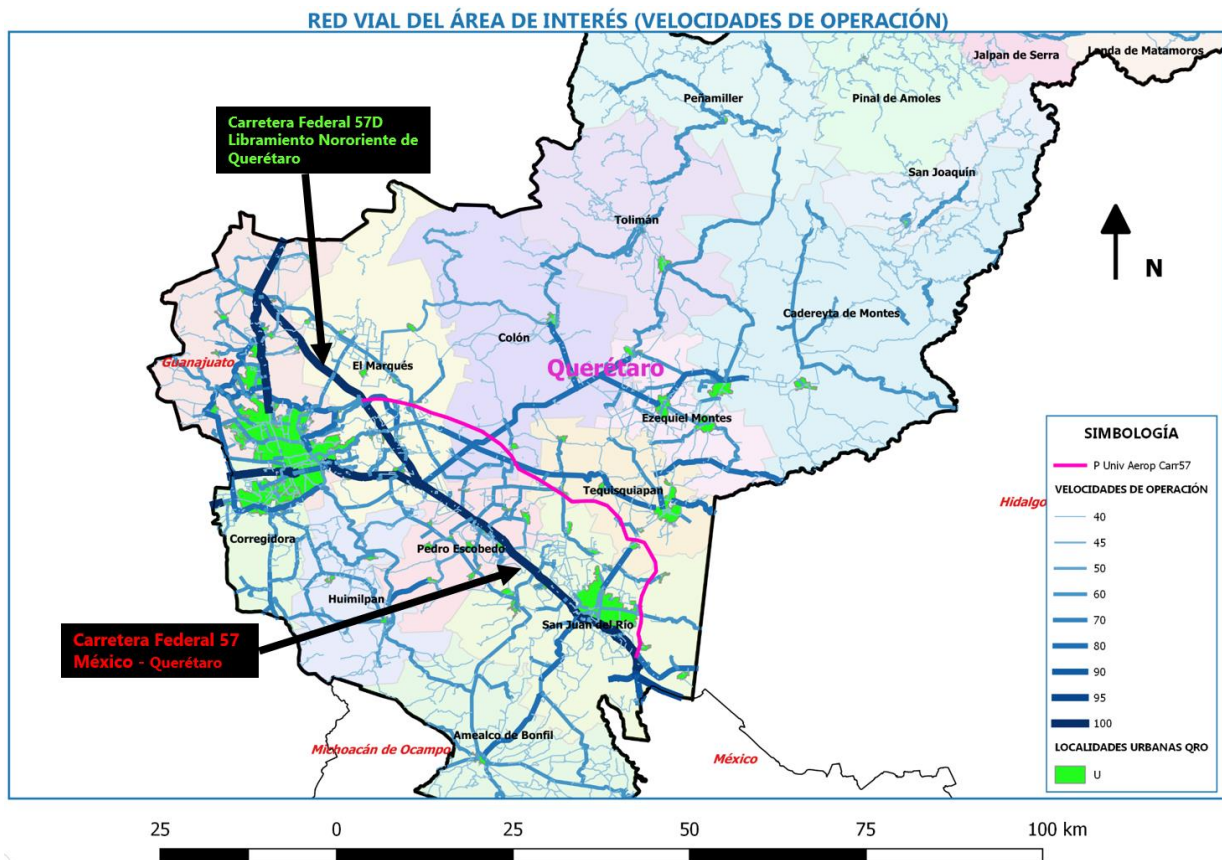 RED VIAL DEL ÁREA DE INTERÉS (VELOCIDADES DE OPERACIÓN)
Jalpan de Serra
Landa de Matamoros
Peñamiller
Pinal de Amoles
Carretera Federal 57D
Libramiento Nororiente de
Querétaro
San Joaquín
Tolimán
N
Cadereyta de Montes
Colón
Guanajuato
El Marqués
Querétaro
Ezequiel Montes
SIMBOLOGÍA
P Univ Aerop Carr57
VELOCIDADES DE OPERACIÓN
40
45
50
60
70
80
90
95
100
LOCALIDADES URBANAS QRO
U
Tequisquiapan
Hidalgo
Corregidora
Pedro Escobedo
Huimilpan
San Juan del Río
Carretera Federal 57
México - Querétaro
Amealco de Bonfil
Michoacán de Ocampo
México
25 0 25 50 75 100 km